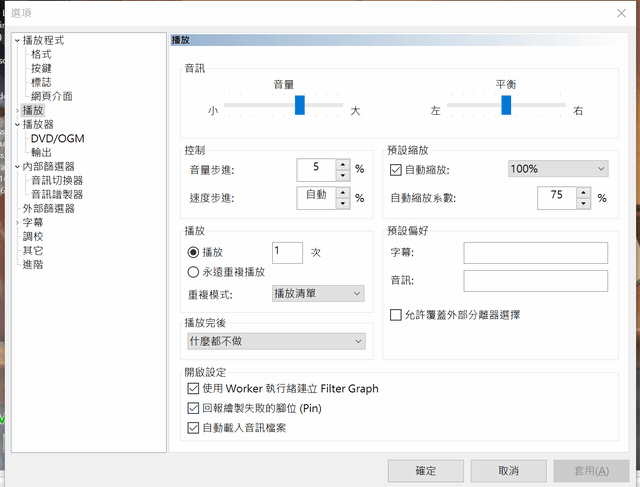 選項
播放程式
格式
按鍵
標誌
網頁介面
播放
播放器
DVD/OGM
輸出
內部篩選器
音訊切換器
音訊譜製器
外部篩選器
字幕
調校
其它
進階
播放
音訊
音量
平衡
小
大
左
右
控制
音量步進:
5
%
速度步進:
自動
%
預設縮放
自動縮放:
100%
自動縮放系數:
75
%
播放
播放
1
次
永遠重複播放
重複模式:
播放清單
預設偏好
字幕:
音訊:
允許覆蓋外部分離器選擇
播放完後
什麼都不做
開啟設定
使用 Worker 執行緒建立 Filter Graph
回報繪製失敗的腳位 (Pin)
自動載入音訊檔案
確定
取消
套用(A)